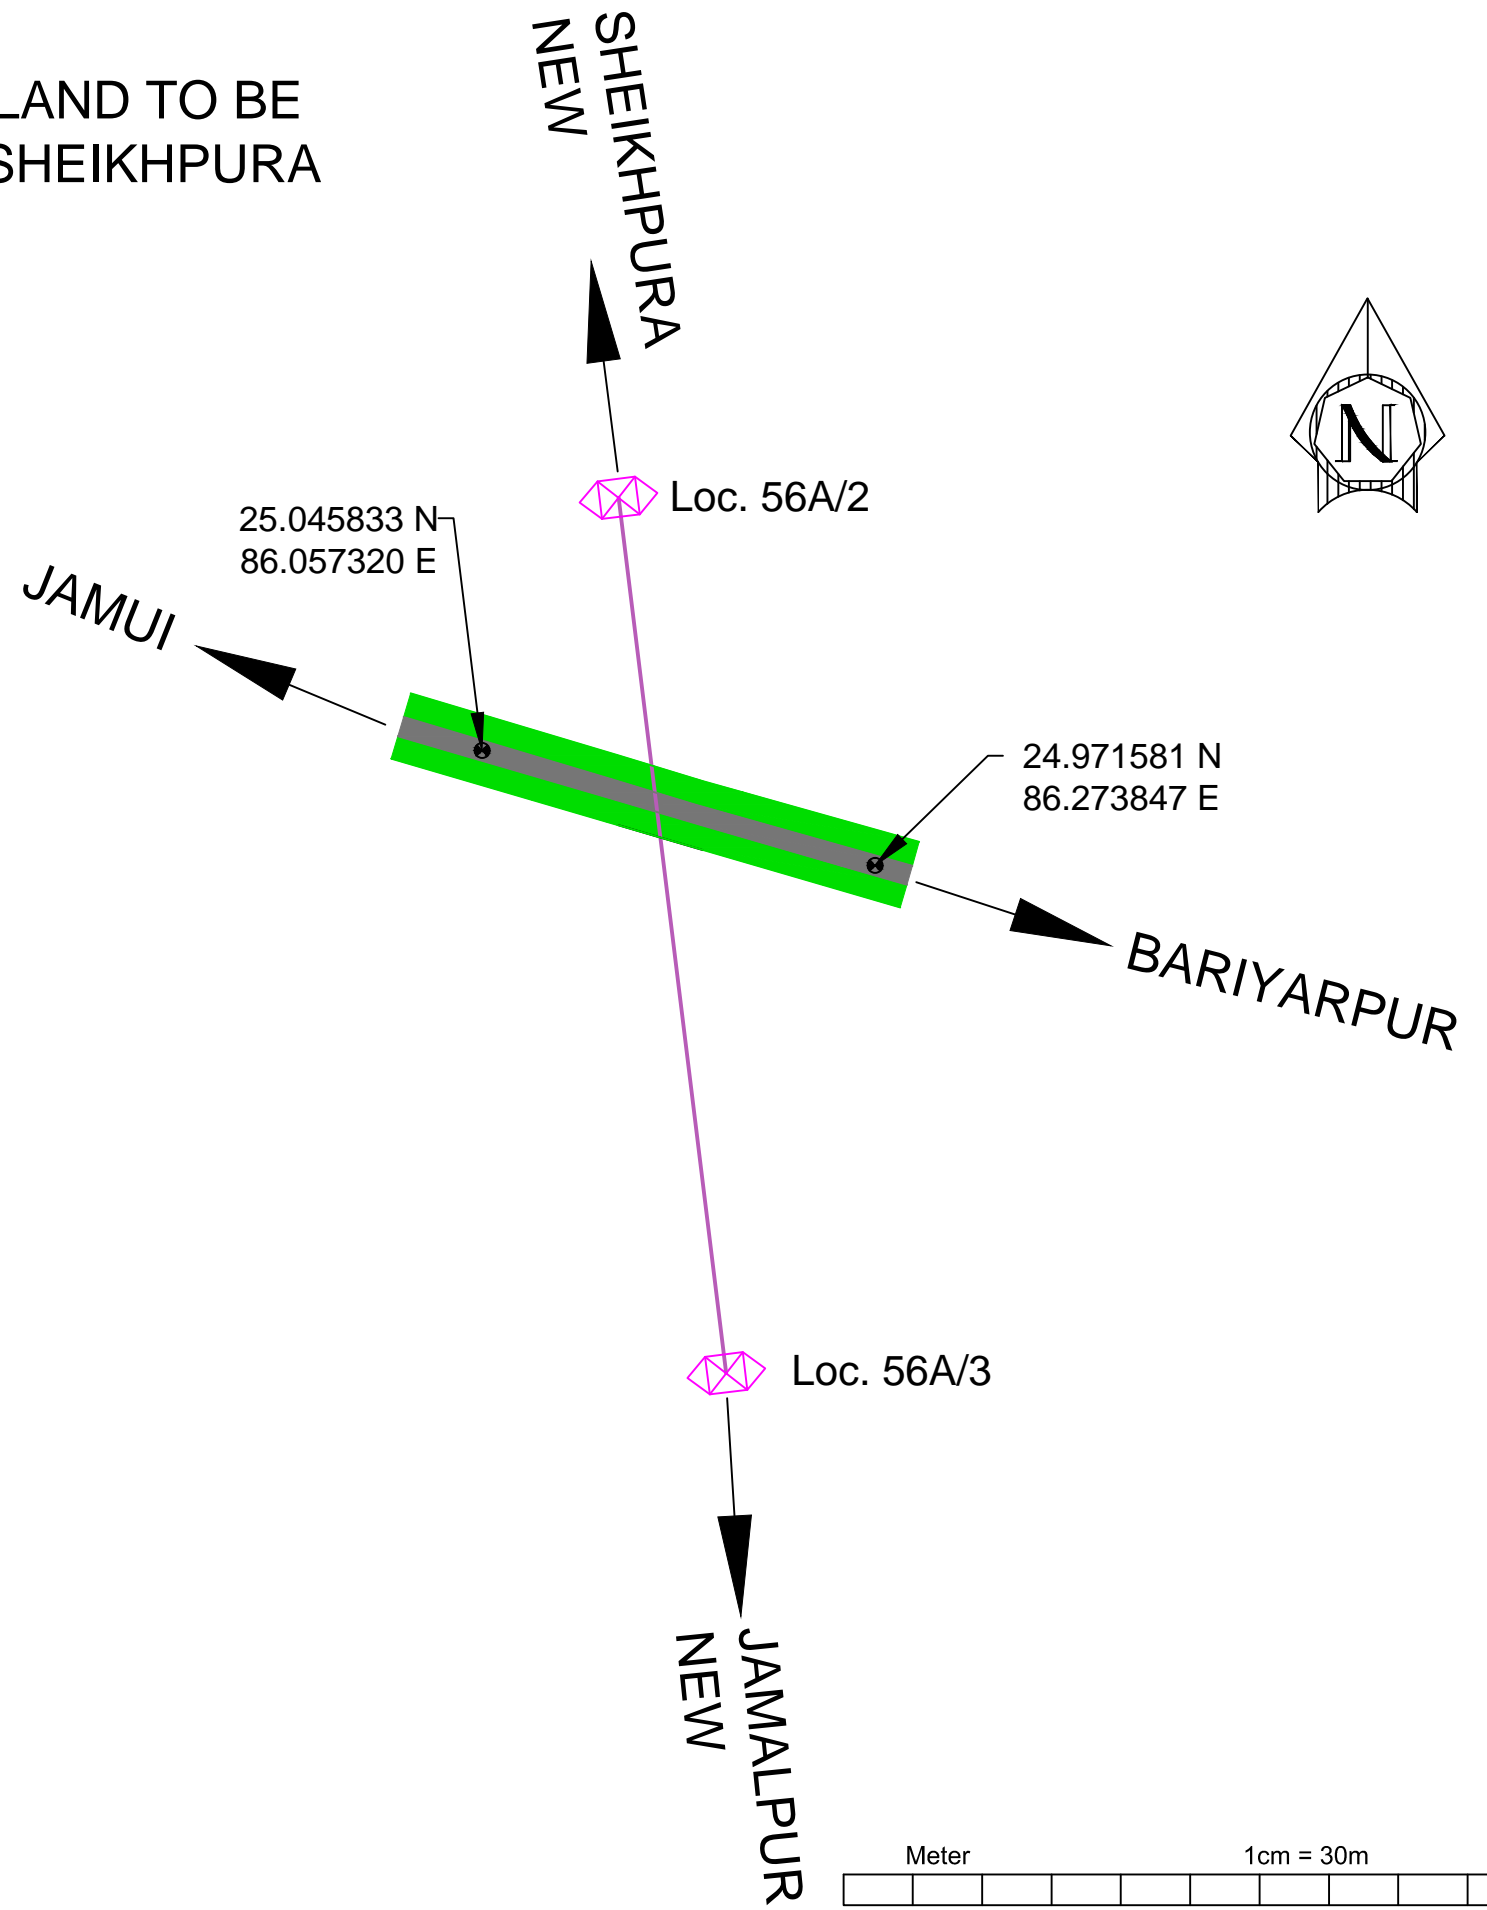 LAND TO BE
SHEIKHPURA
SHEIKHPURA
NEW
N
Loc. 56A/2
25.045833 N
86.057320 E
JAMUI
24.971581 N
86.273847 E
BARIYARPUR
Loc. 56A/3
JAMALPUR
NEW
Meter 1cm = 30m